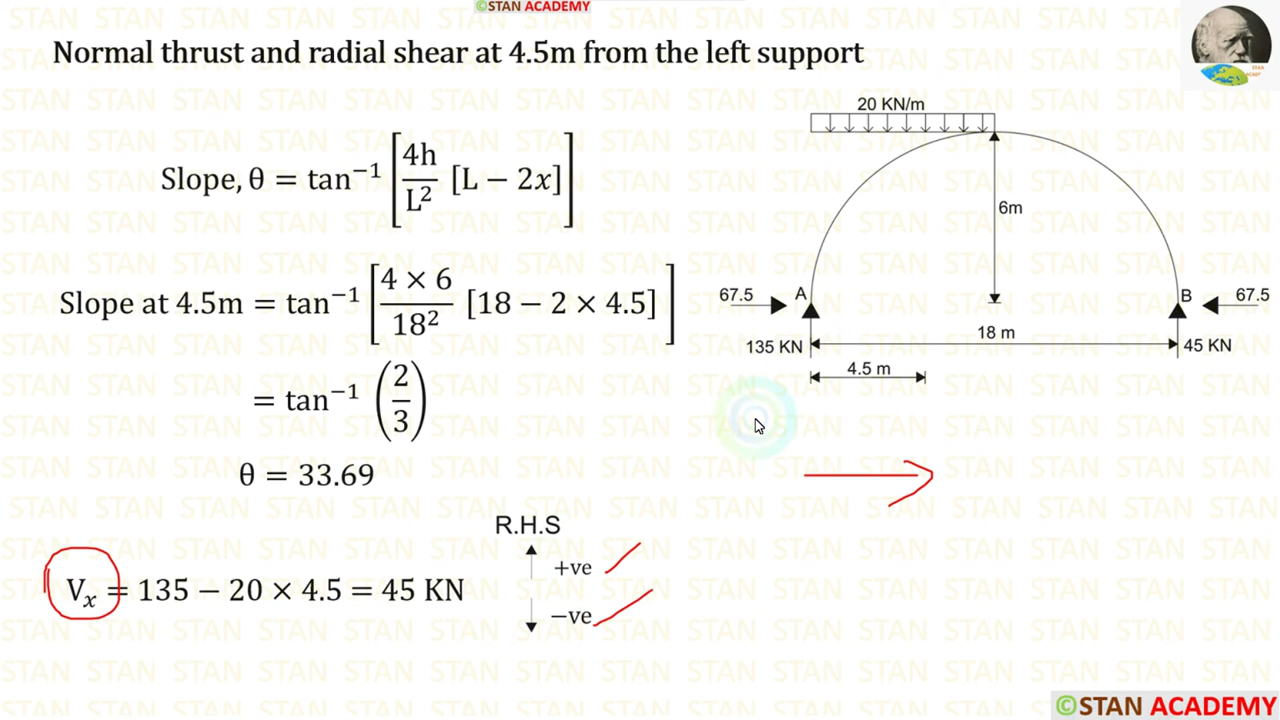 ©STAN ACADEMY
Normal thrust and radial shear at 4.5m from the left support
Slope, θ = tan⁻¹ [4h/L² [L − 2x]]
Slope at 4.5m = tan⁻¹ [4 × 6/18² [18 − 2 × 4.5]]
= tan⁻¹ (2/3)
θ = 33.69
R.H.S
+ve
−ve
Vₓ = 135 − 20 × 4.5 = 45 KN
20 KN/m
6m
67.5
A
B
67.5
135 KN
18 m
45 KN
4.5 m
©STAN ACADEMY